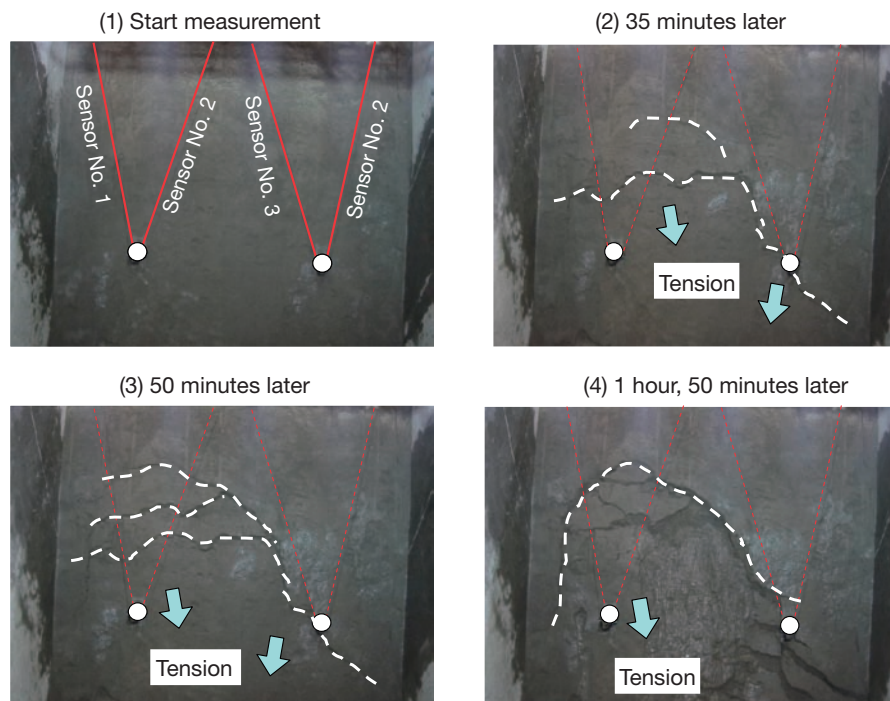 (1) Start measurement
Sensor No. 1
Sensor No. 2
Sensor No. 3
Sensor No. 2
(2) 35 minutes later
Tension
(3) 50 minutes later
Tension
(4) 1 hour, 50 minutes later
Tension